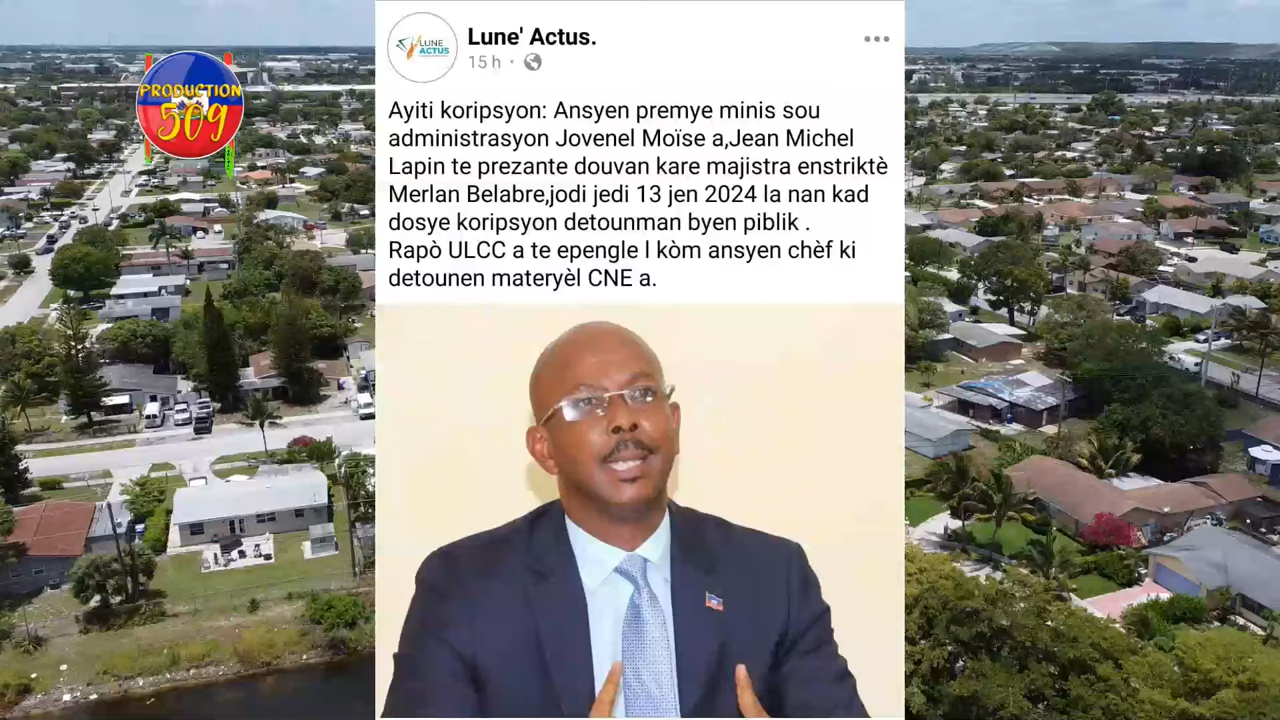 PRODUCTION
509
LUNE
ACTUS
Lune' Actus.
15 h ·
Ayiti koripsyon: Ansyen premye minis sou
administrasyon Jovenel Moïse a,Jean Michel
Lapin te prezante douvan kare majistra enstriktè
Merlan Belabre,jodi jedi 13 jen 2024 la nan kad
dosye koripsyon detounman byen piblik .
Rapò ULCC a te epengle l kòm ansyen chèf ki
detounen materyèl CNE a.